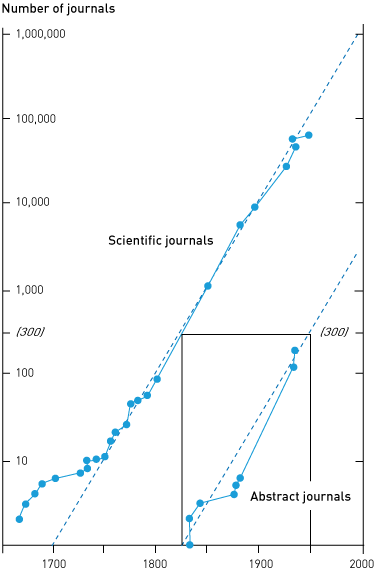 Number of journals
1,000,000
100,000
10,000
Scientific journals
1,000
(300) (300)
100
10
Abstract journals
1700 1800 1900 2000